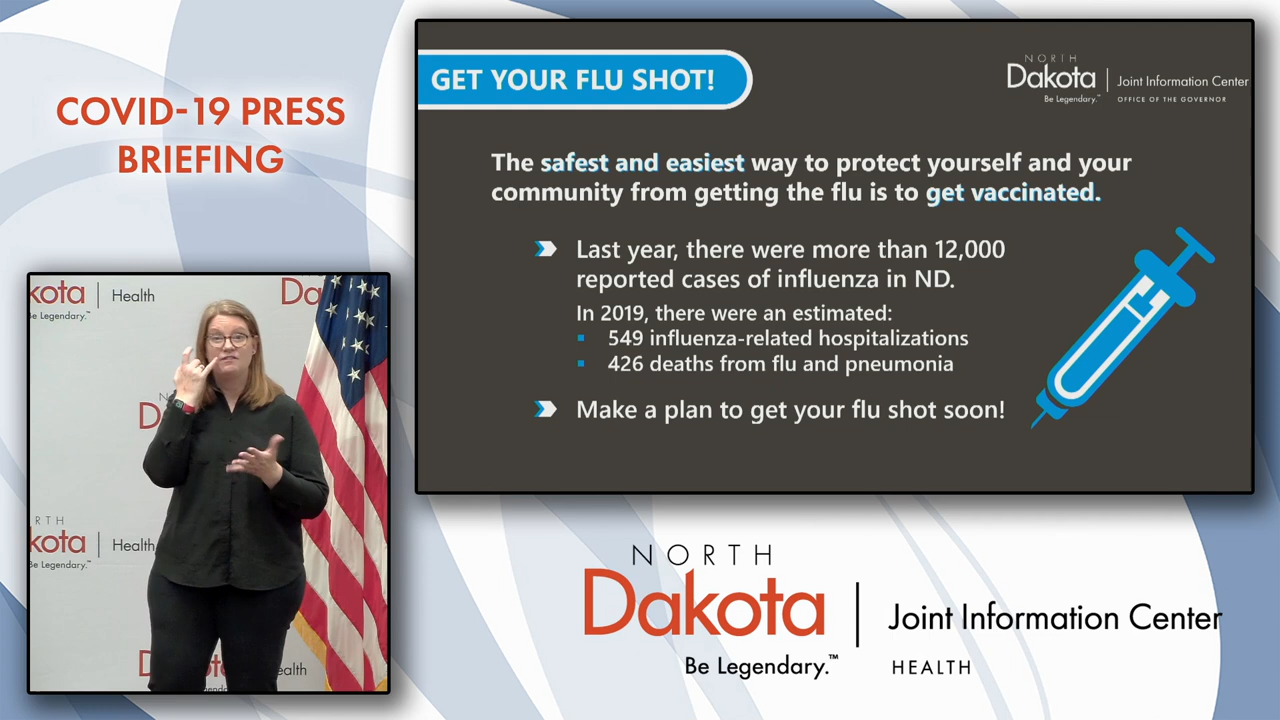 COVID-19 PRESS
BRIEFING
GET YOUR FLU SHOT!
NORTH
Dakota
Be Legendary.™
Joint Information Center
OFFICE OF THE GOVERNOR
The safest and easiest way to protect yourself and your
community from getting the flu is to get vaccinated.
Last year, there were more than 12,000
reported cases of influenza in ND.
In 2019, there were an estimated:
549 influenza-related hospitalizations
426 deaths from flu and pneumonia
Make a plan to get your flu shot soon!
kota | Health
Be Legendary.™
Da
N
D
RTH
kota | Health
Be Legendary.™
D ota ealth
NORTH
Dakota
Be Legendary.™
Joint Information Center
HEALTH